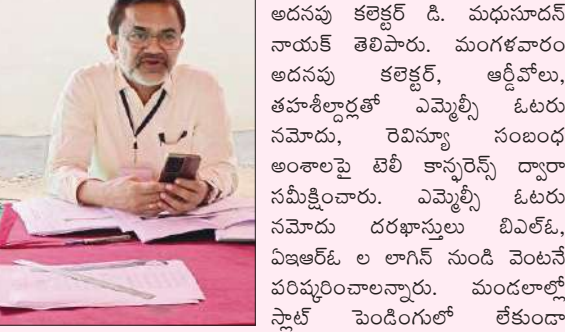 అదనపు కలెక్టర్ డి. మధుసూదన్
నాయక్ తెలిపారు. మంగళవారం
అదనపు కలెక్టర్, ఆర్డీవోలు,
తహశీల్దార్లతో ఎమ్మెల్సీ ఓటరు
నమోదు, రెవిన్యూ సంబంధ
అంశాలపై టెలీ కాన్ఫరెన్స్ ద్వారా
సమీక్షించారు. ఎమ్మెల్సీ ఓటరు
నమోదు దరఖాస్తులు బిఎల్ఓ,
ఏఇఆర్ఓ ల లాగిన్ నుండి వెంటనే
పరిష్కరించాలన్నారు. మండలాల్లో
స్లాట్ పెండింగులో లేకుండా